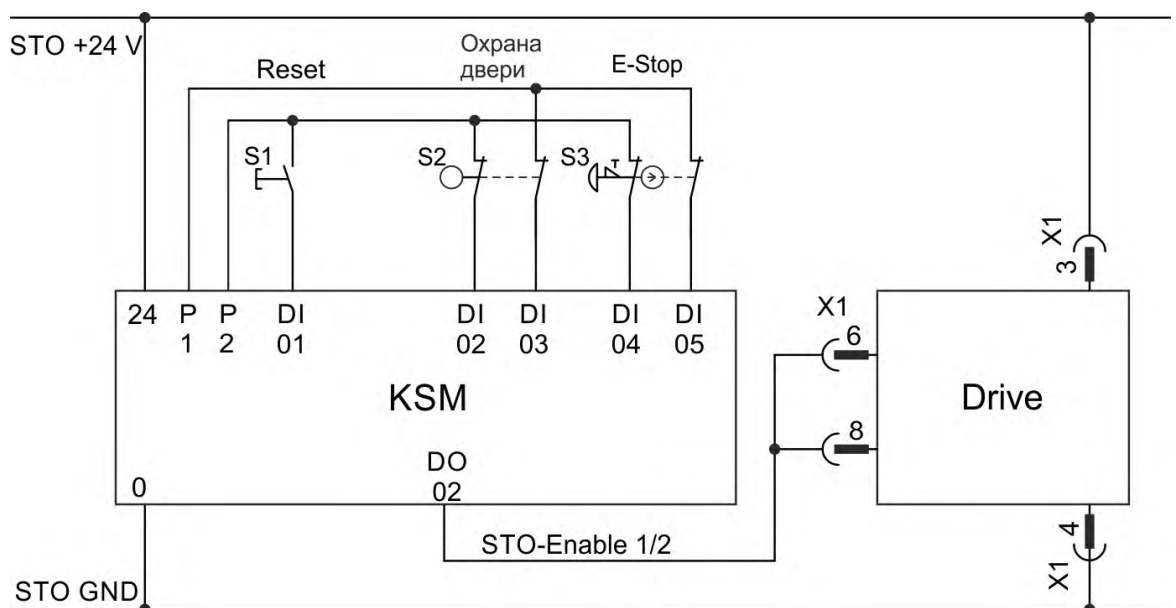 STO +24 V
Reset
Охрана
двери
E-Stop
S1
S2
S3
X1
3
24 P P DI DI DI DI DI
1 2 01 02 03 04 05
X1
6
KSM
Drive
8
DO
0 02
4
STO-Enable 1/2
X1
STO GND